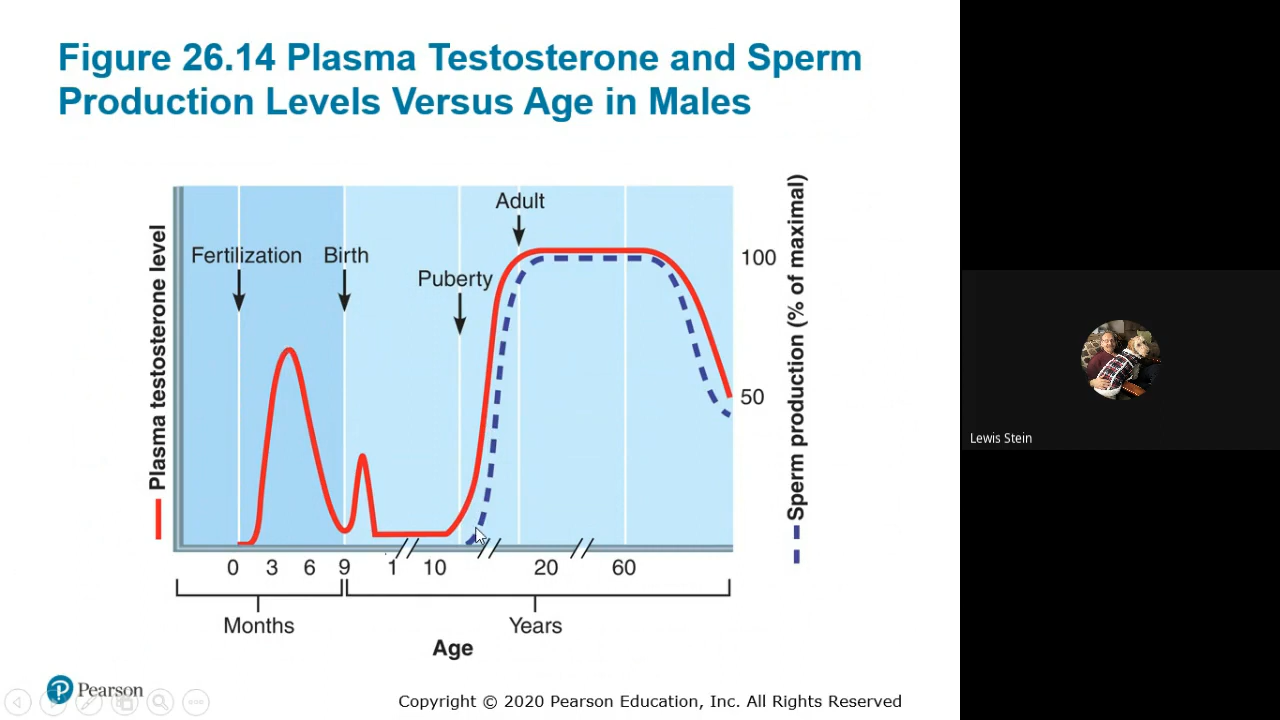 Figure 26.14 Plasma Testosterone and Sperm
Production Levels Versus Age in Males
Plasma testosterone level
Fertilization
Birth
Puberty
Adult
100
50
Sperm production (% of maximal)
0 3 6 9 1 10 20 60
Months
Years
Age
Lewis Stein
P Pearson
Copyright © 2020 Pearson Education, Inc. All Rights Reserved